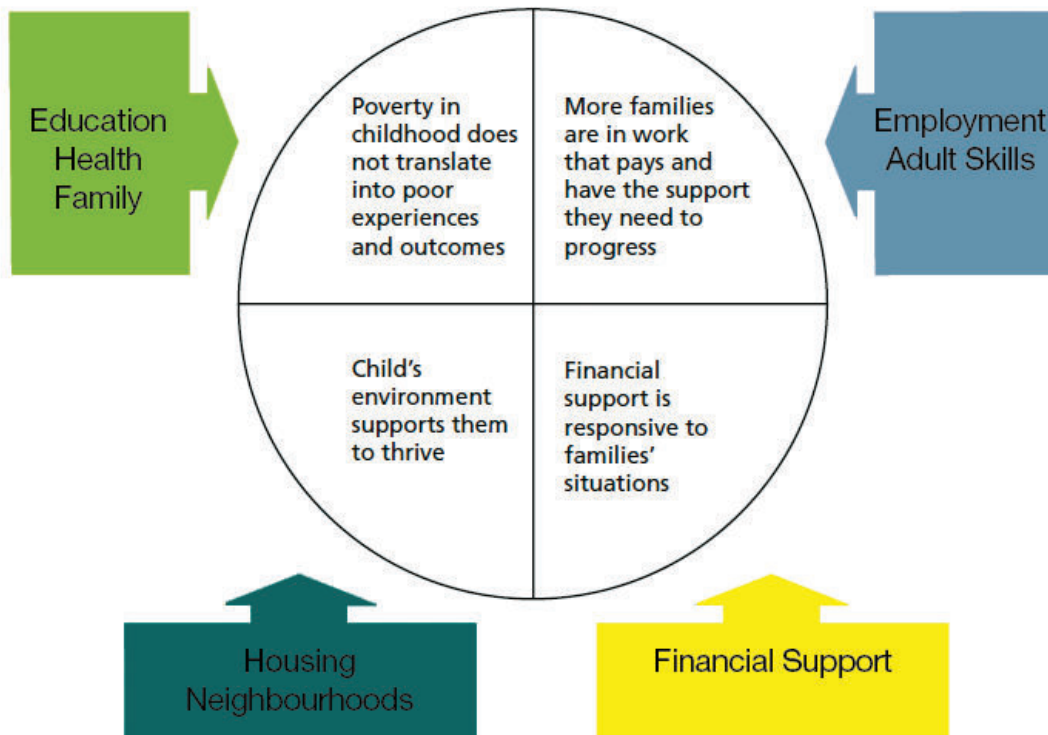 Education
Health
Family
Poverty in
childhood does
not translate
into poor
experiences
and outcomes
More families
are in work
that pays and
have the support
they need to
progress
Employment
Adult Skills
Child’s
environment
supports them
to thrive
Financial
support is
responsive to
families’
situations
Housing
Neighbourhoods
Financial Support